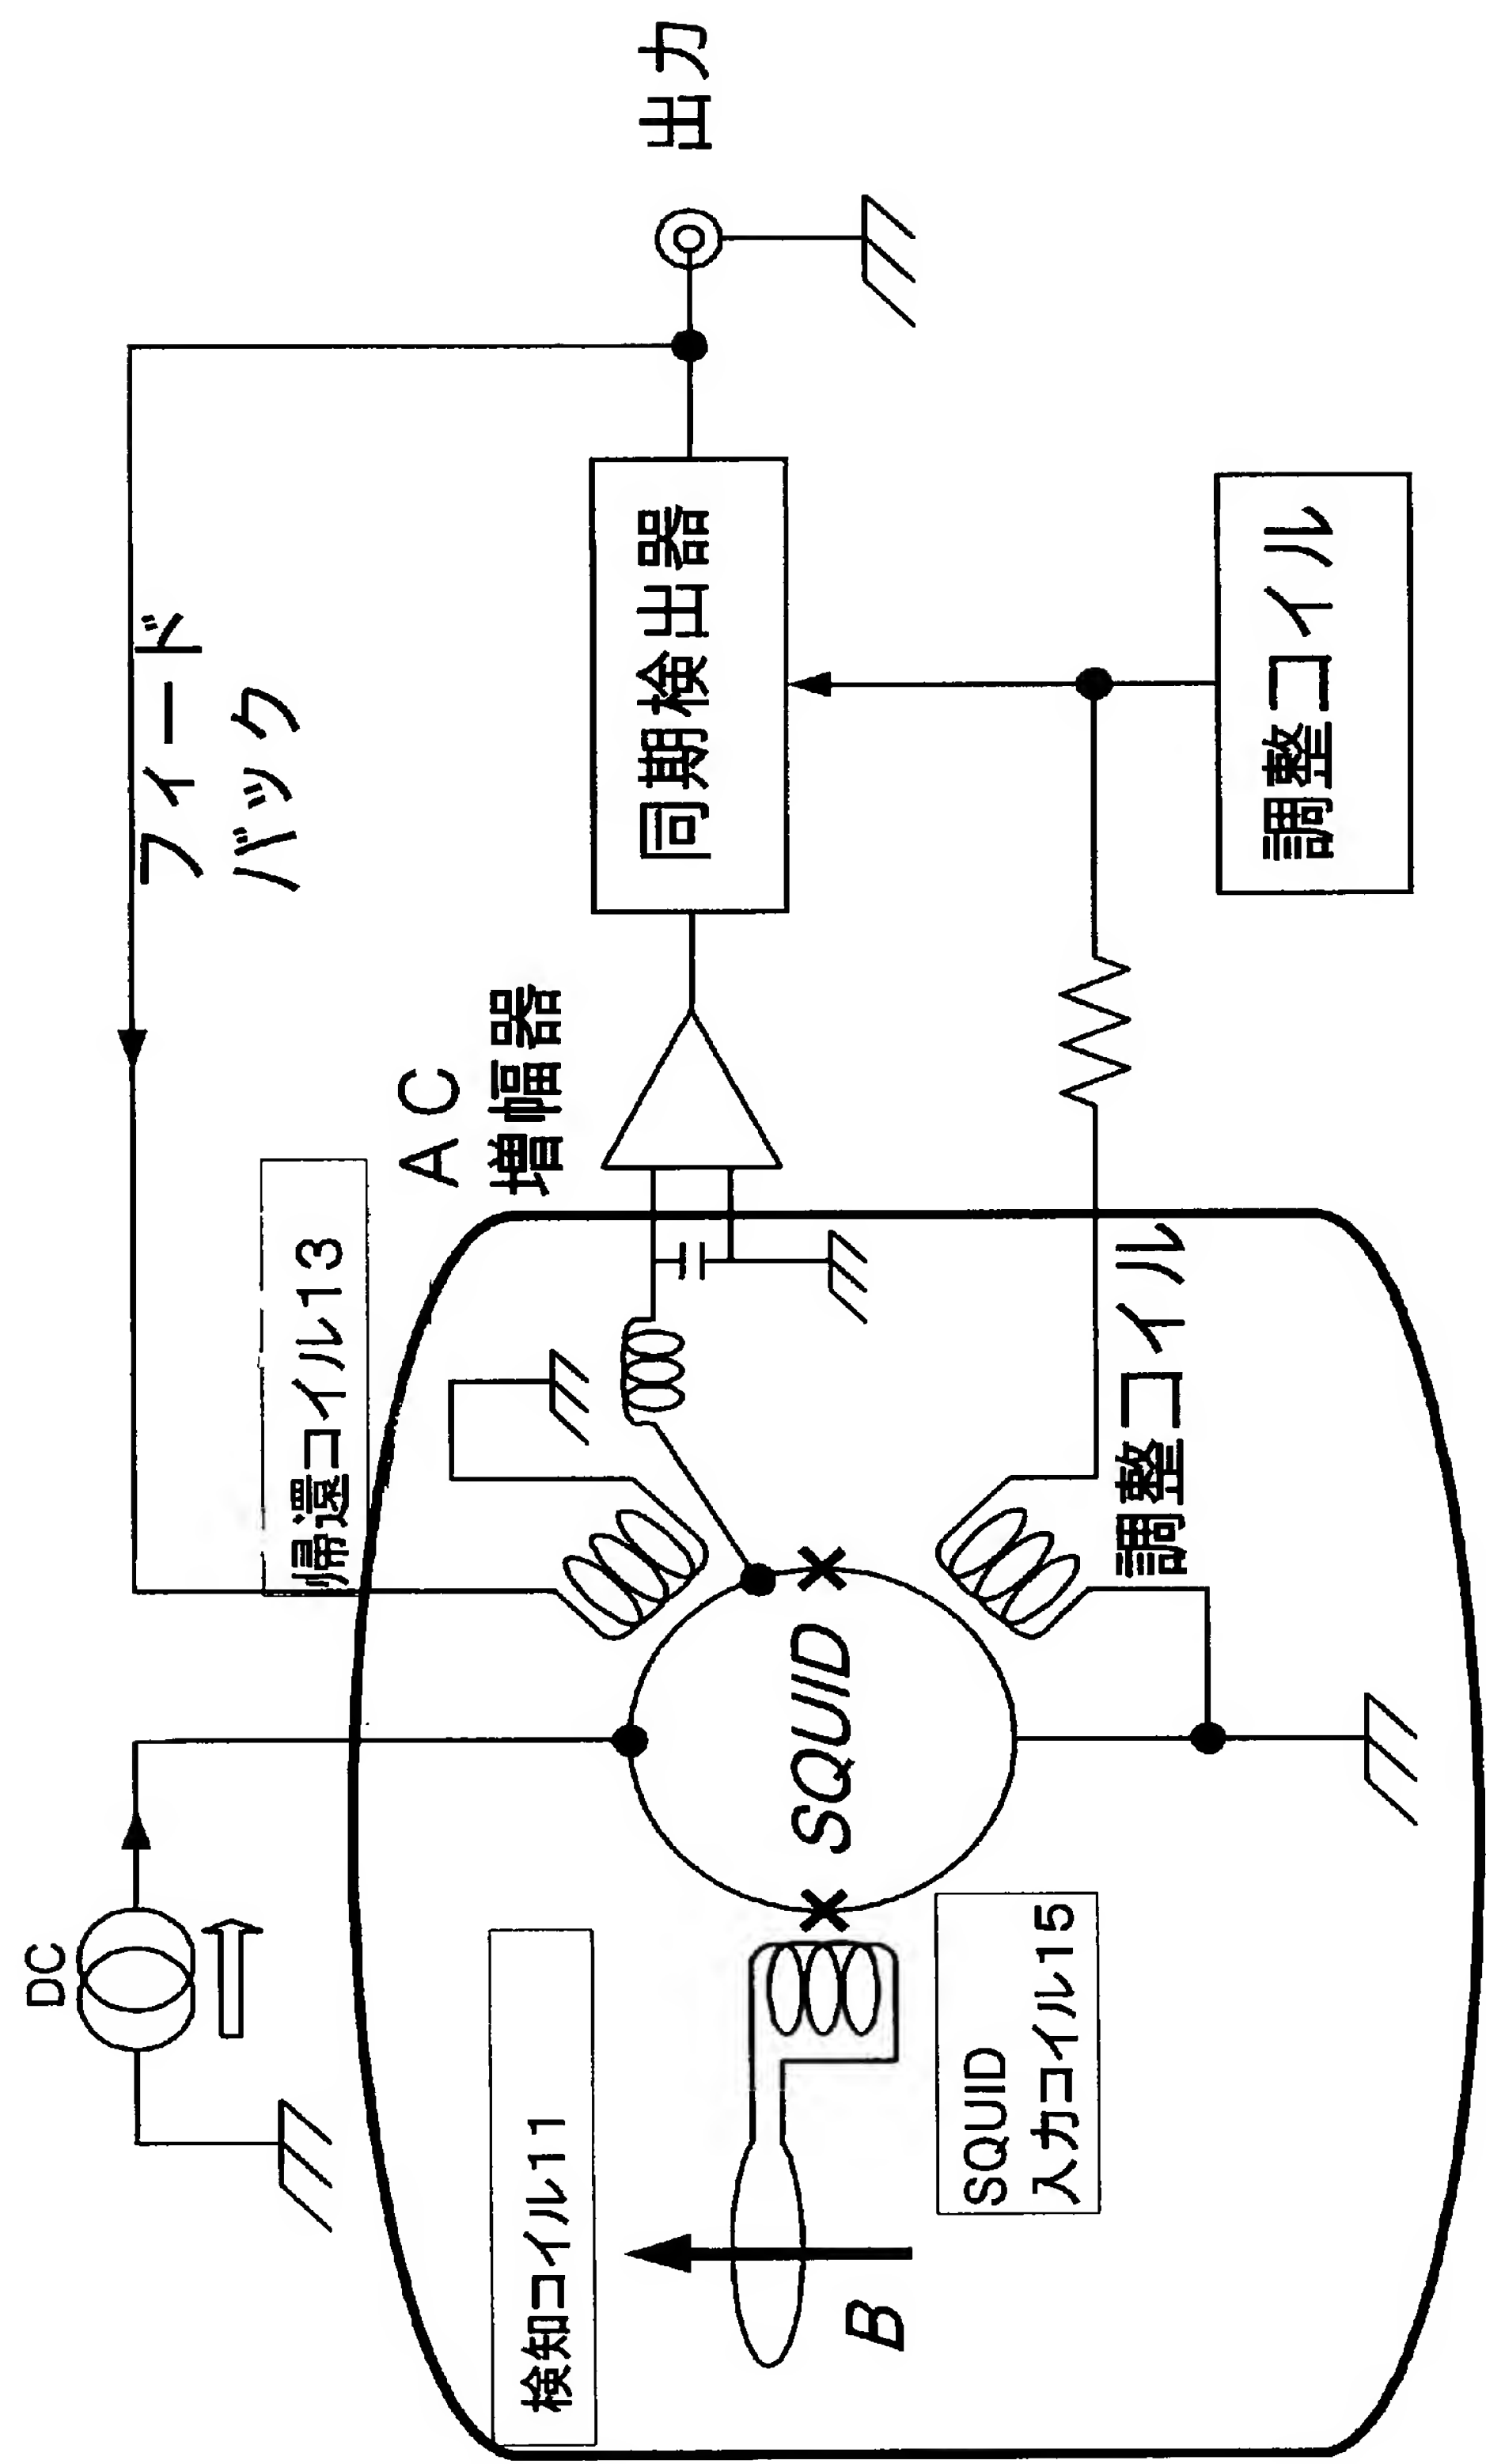 DC
フィード
バック
帰還コイル13
AC
増幅器
同期検出器
出力
検知コイル11
B
SQUID
SQUID
入力コイル15
調整コイル
調整コイル